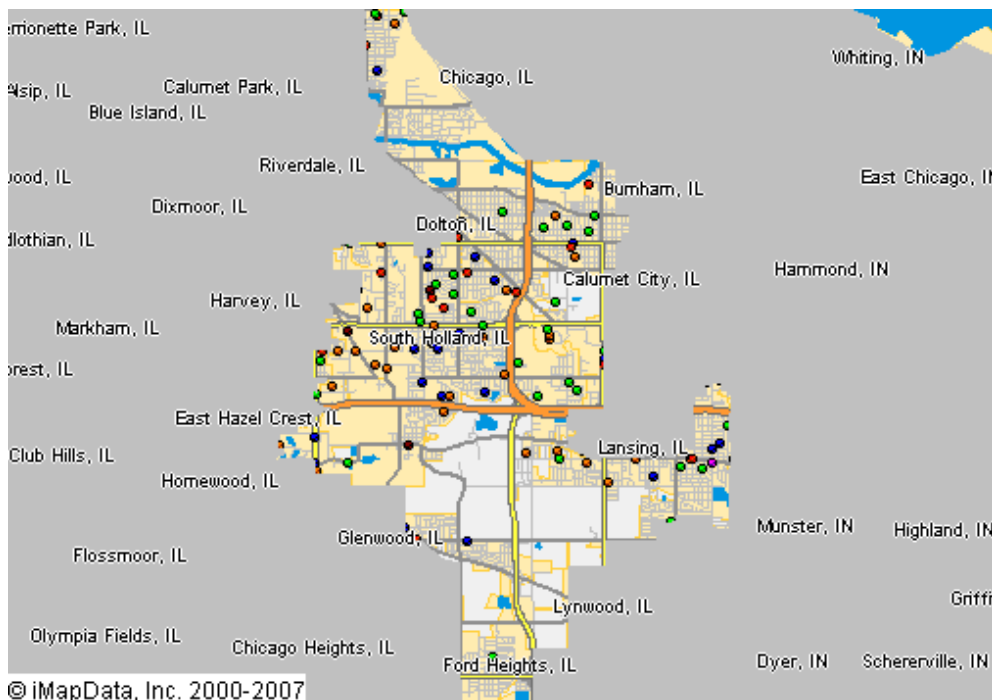 errionette Park, IL
Whiting, IN
Chicago, IL
Calumet Park, IL
Alsip, IL
Blue Island, IL
Riverdale, IL
wood, IL
Burnham, IL
East Chicago, IN
Dixmoor, IL
Dolton, IL
dlothian, IL
Hammond, IN
Calumet City, IL
Harvey, IL
Markham, IL
South Holland, IL
orest, IL
East Hazel Crest, IL
Lansing, IL
Club Hills, IL
Homewood, IL
Munster, IN
Highland, IN
Glenwood, IL
Flossmoor, IL
Griffi
Lynwood, IL
Olympia Fields, IL
Chicago Heights, IL
Ford Heights, IL
Dyer, IN
Schererville, IN
© iMapData, Inc. 2000-2007